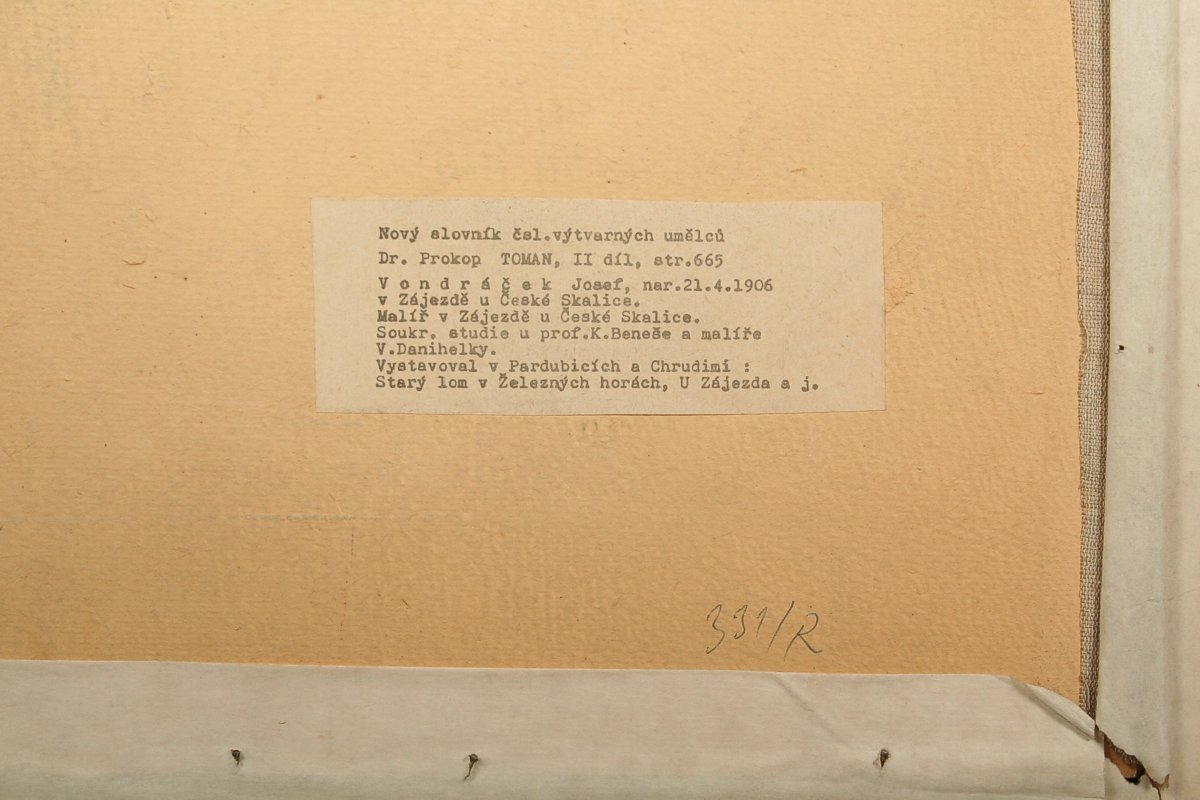 Nový slovník čsl.výtvarných umělců
Dr. Prokop TOMAN, II díl, str.665
V o n d r á č e k Josef, nar.21.4.1906
v Zájezdě u České Skalice.
Malíř v Zájezdě u České Skalice.
Soukr. studie u prof.K.Beneše a malíře
V.Danihelky.
Vystavoval v Pardubicích a Chrudimi :
Starý lom v Železných horách, U Zájezda a j.
331/R